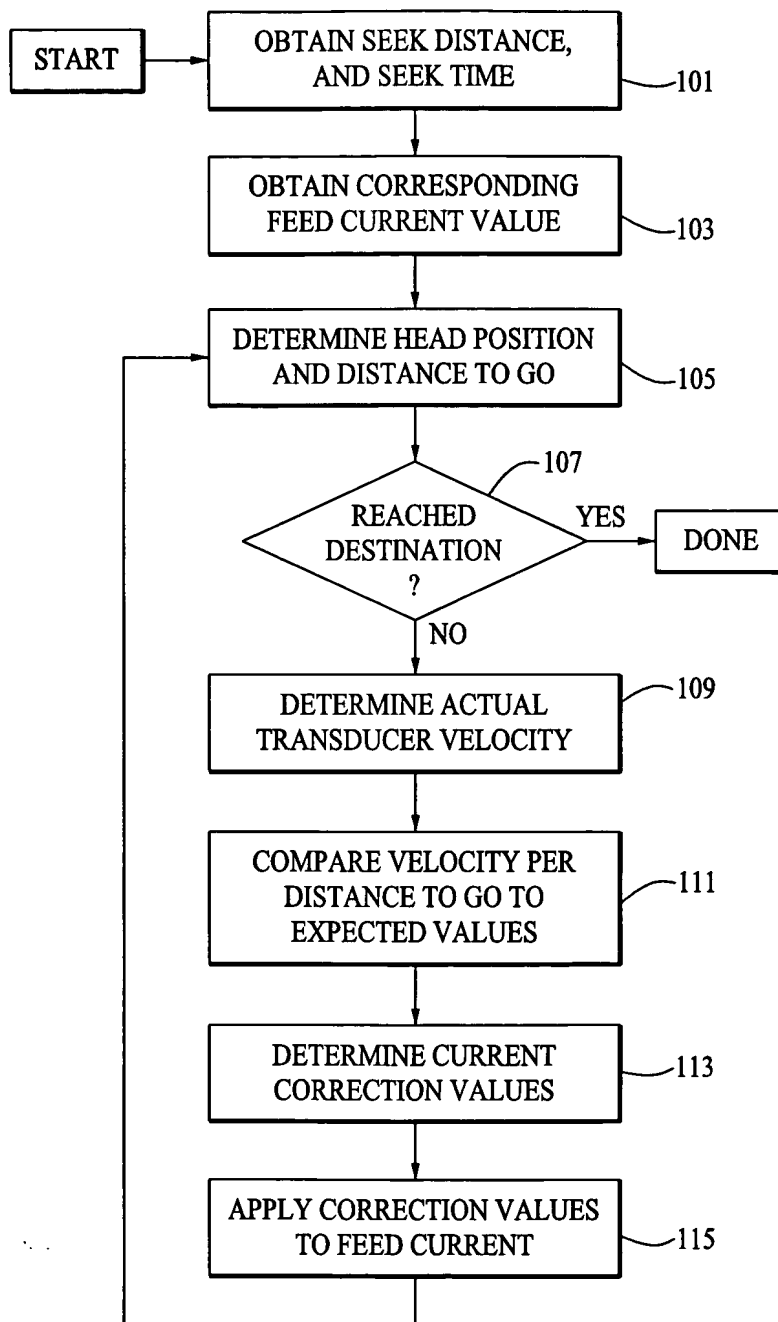 START
OBTAIN SEEK DISTANCE,
AND SEEK TIME
101
OBTAIN CORRESPONDING
FEED CURRENT VALUE
103
DETERMINE HEAD POSITION
AND DISTANCE TO GO
105
107
REACHED
DESTINATION
?
YES
DONE
NO
DETERMINE ACTUAL
TRANSDUCER VELOCITY
109
COMPARE VELOCITY PER
DISTANCE TO GO TO
EXPECTED VALUES
111
DETERMINE CURRENT
CORRECTION VALUES
113
APPLY CORRECTION VALUES
TO FEED CURRENT
115